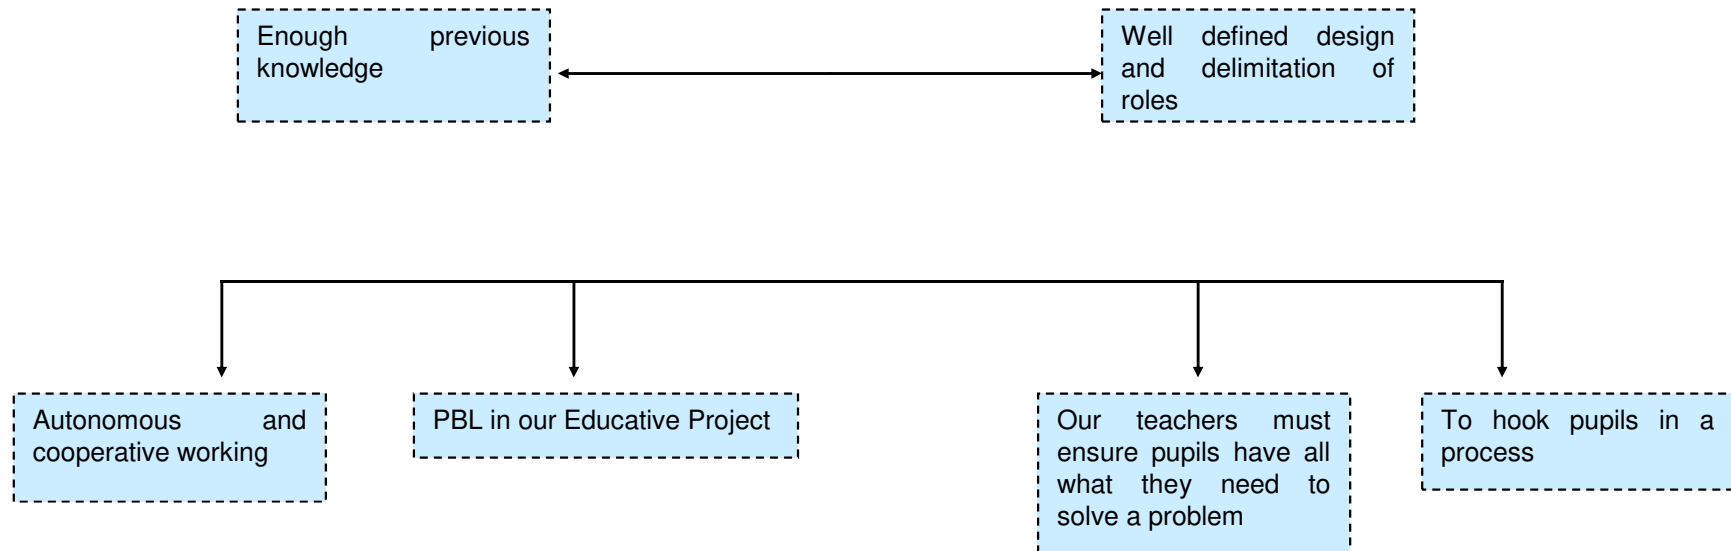 Enough previous
knowledge
Well defined design
and delimitation of
roles
Autonomous and
cooperative working
PBL in our Educative Project
Our teachers must
ensure pupils have all
what they need to
solve a problem
To hook pupils in a
process